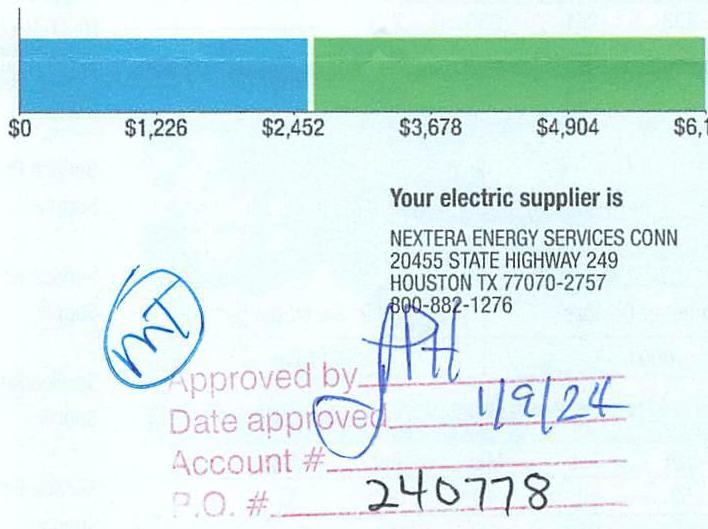 $0 $1,226 $2,452 $3,678 $4,904 $6,1
Your electric supplier is
NEXTERA ENERGY SERVICES CONN
20455 STATE HIGHWAY 249
HOUSTON TX 77070-2757
800-882-1276
MT
Approved by JPH
Date approved 1/9/24
Account #
P.O. # 240778